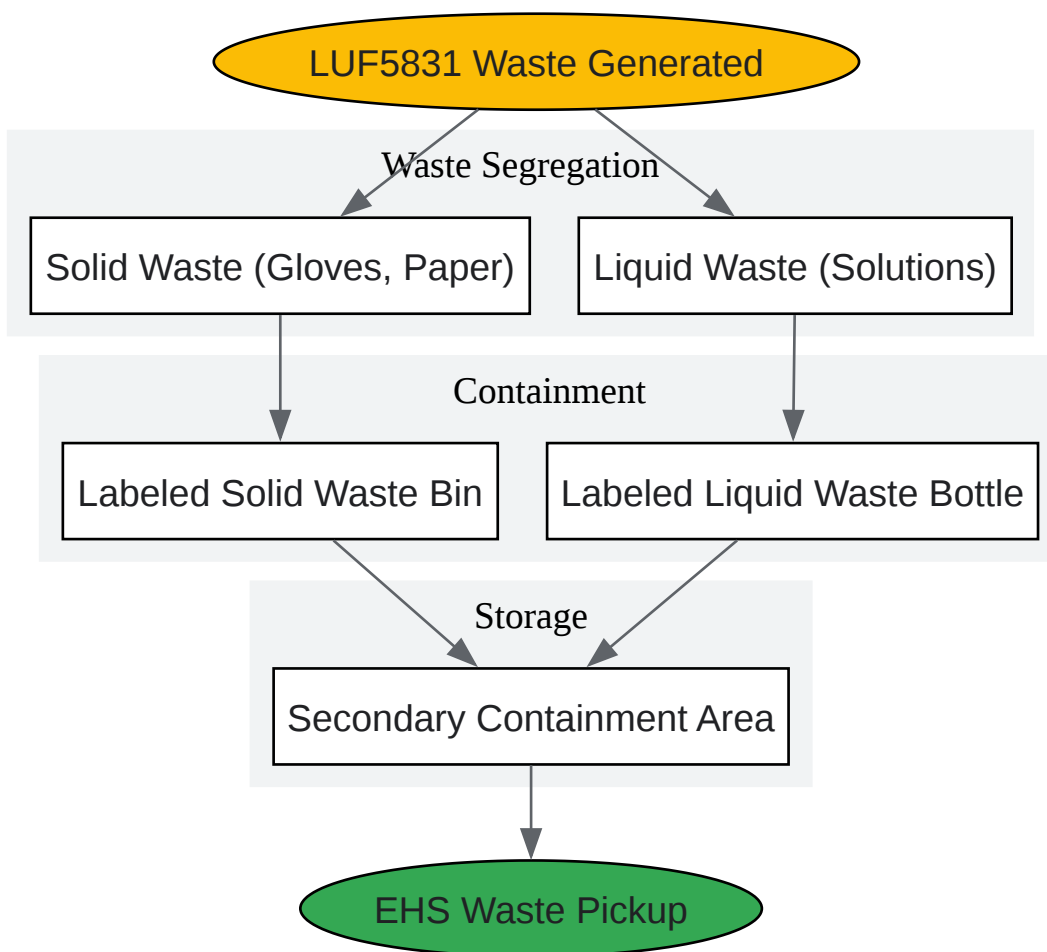 LUF5831 Waste Generated
Waste Segregation
Solid Waste (Gloves, Paper)
Liquid Waste (Solutions)
Containment
Labeled Solid Waste Bin
Labeled Liquid Waste Bottle
Storage
Secondary Containment Area
EHS Waste Pickup